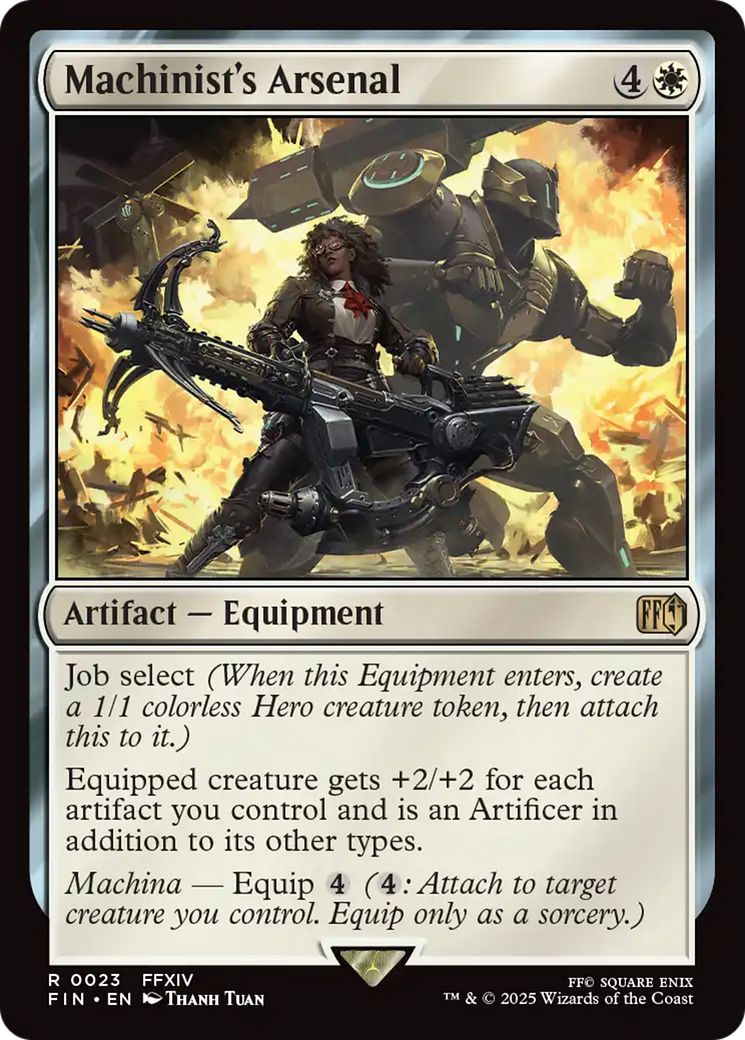 Machinist's Arsenal 4
Artifact — Equipment FF
Job select (When this Equipment enters, create
a 1/1 colorless Hero creature token, then attach
this to it.)
Equipped creature gets +2/+2 for each
artifact you control and is an Artificer in
addition to its other types.
Machina — Equip 4 (4: Attach to target
creature you control. Equip only as a sorcery.)
R 0023 FFXIV
FIN • EN Thanh Tuan
FF© SQUARE ENIX
™ & © 2025 Wizards of the Coast